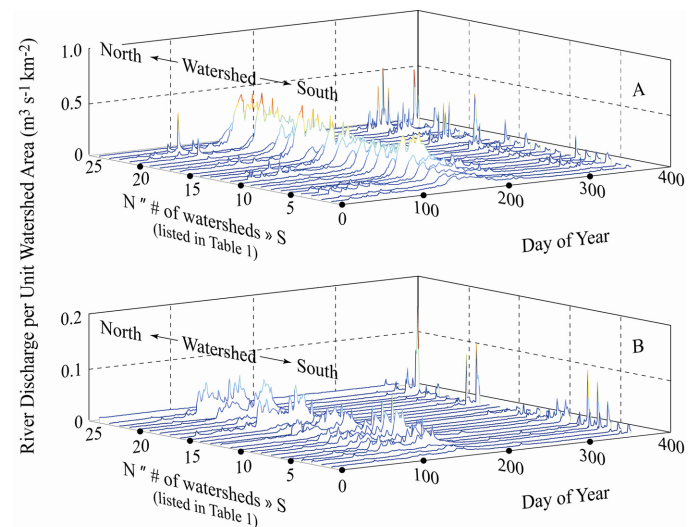 River Discharge per Unit Watershed Area (m³ s⁻¹ km⁻²)
1.0
0.5
0
North
Watershed
South
A
25
20
15
10
5
0
100
200
300
400
N " # of watersheds » S
(listed in Table 1)
Day of Year
0.2
0.1
0
North
Watershed
South
B
25
20
15
10
5
0
100
200
300
400
N " # of watersheds » S
(listed in Table 1)
Day of Year